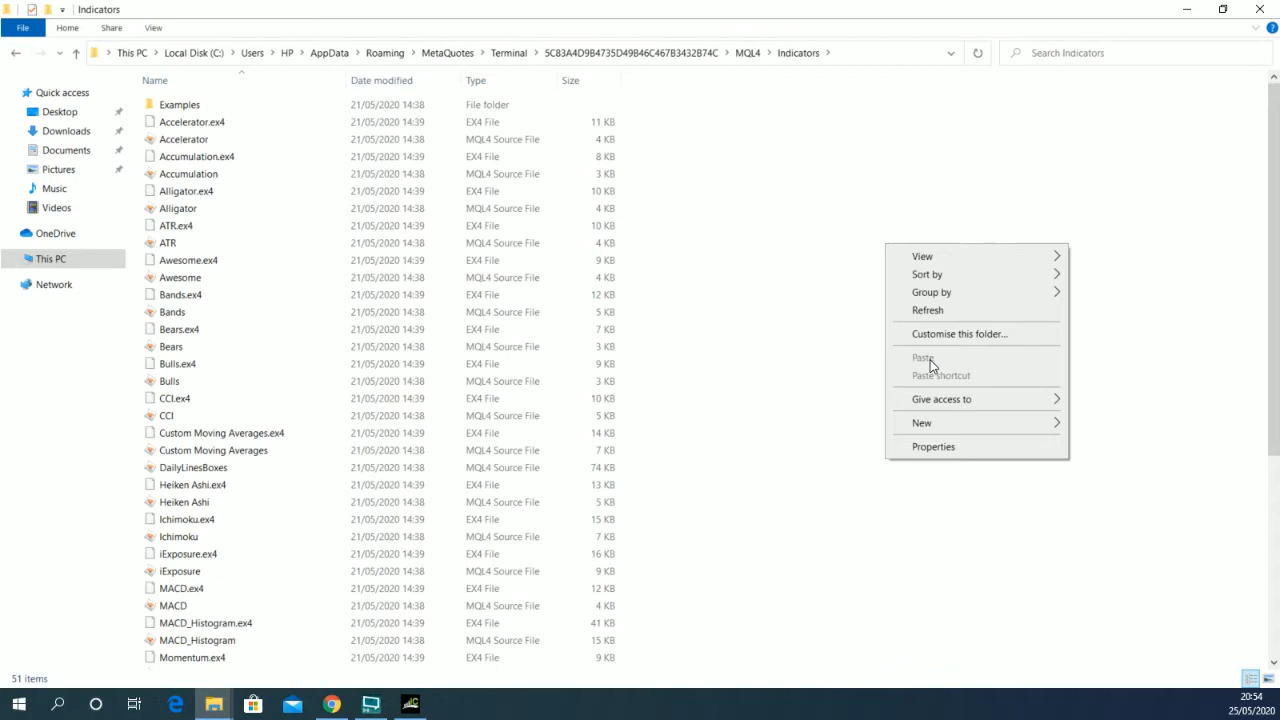 Indicators
File Home Share View
This PC Local Disk (C:) Users HP AppData Roaming MetaQuotes Terminal 5C83A4D9B4735D49B46C467B3432B74C MQL4 Indicators Search Indicators
Name Date modified Type Size
Quick access
Desktop
Downloads
Documents
Pictures
Music
Videos
OneDrive
This PC
Network
Examples 21/05/2020 14:38 File folder
Accelerator.ex4 21/05/2020 14:39 EX4 File 11 KB
Accelerator 21/05/2020 14:38 MQL4 Source File 4 KB
Accumulation.ex4 21/05/2020 14:39 EX4 File 8 KB
Accumulation 21/05/2020 14:38 MQL4 Source File 3 KB
Alligator.ex4 21/05/2020 14:39 EX4 File 10 KB
Alligator 21/05/2020 14:38 MQL4 Source File 4 KB
ATR.ex4 21/05/2020 14:39 EX4 File 10 KB
ATR 21/05/2020 14:38 MQL4 Source File 4 KB
Awesome.ex4 21/05/2020 14:39 EX4 File 9 KB
Awesome 21/05/2020 14:38 MQL4 Source File 4 KB
Bands.ex4 21/05/2020 14:39 EX4 File 12 KB
Bands 21/05/2020 14:38 MQL4 Source File 5 KB
Bears.ex4 21/05/2020 14:39 EX4 File 7 KB
Bears 21/05/2020 14:38 MQL4 Source File 3 KB
Bulls.ex4 21/05/2020 14:39 EX4 File 9 KB
Bulls 21/05/2020 14:38 MQL4 Source File 3 KB
CCI.ex4 21/05/2020 14:39 EX4 File 10 KB
CCI 21/05/2020 14:38 MQL4 Source File 5 KB
Custom Moving Averages.ex4 21/05/2020 14:39 EX4 File 14 KB
Custom Moving Averages 21/05/2020 14:38 MQL4 Source File 7 KB
DailyLinesBoxes 21/05/2020 14:38 MQL4 Source File 74 KB
Heiken Ashi.ex4 21/05/2020 14:39 EX4 File 13 KB
Heiken Ashi 21/05/2020 14:38 MQL4 Source File 5 KB
Ichimoku.ex4 21/05/2020 14:39 EX4 File 15 KB
Ichimoku 21/05/2020 14:38 MQL4 Source File 7 KB
iExposure.ex4 21/05/2020 14:39 EX4 File 16 KB
iExposure 21/05/2020 14:38 MQL4 Source File 9 KB
MACD.ex4 21/05/2020 14:39 EX4 File 12 KB
MACD 21/05/2020 14:38 MQL4 Source File 4 KB
MACD_Histogram.ex4 21/05/2020 14:39 EX4 File 41 KB
MACD_Histogram 21/05/2020 14:38 MQL4 Source File 15 KB
Momentum.ex4 21/05/2020 14:39 EX4 File 9 KB
View
Sort by
Group by
Refresh
Customise this folder...
Paste
Paste shortcut
Give access to
New
Properties
51 items
20:54
25/05/2020